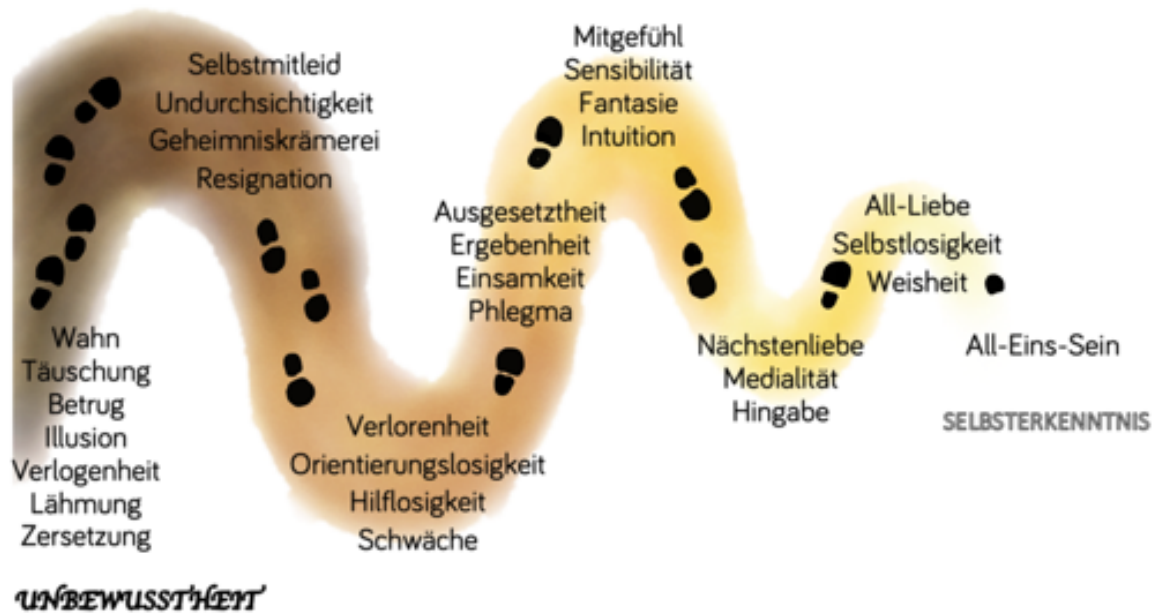 Wahn
Täuschung
Betrug
Illusion
Verlogenheit
Lähmung
Zersetzung
UNBEWUSSTHEIT
Selbstmitleid
Undurchsichtigkeit
Geheimniskrämerei
Resignation
Verlorenheit
Orientierungslosigkeit
Hilflosigkeit
Schwäche
Ausgesetztheit
Ergebenheit
Einsamkeit
Phlegma
Mitgefühl
Sensibilität
Fantasie
Intuition
Nächstenliebe
Medialität
Hingabe
All-Liebe
Selbstlosigkeit
Weisheit
All-Eins-Sein
SELBSTERKENNTNIS